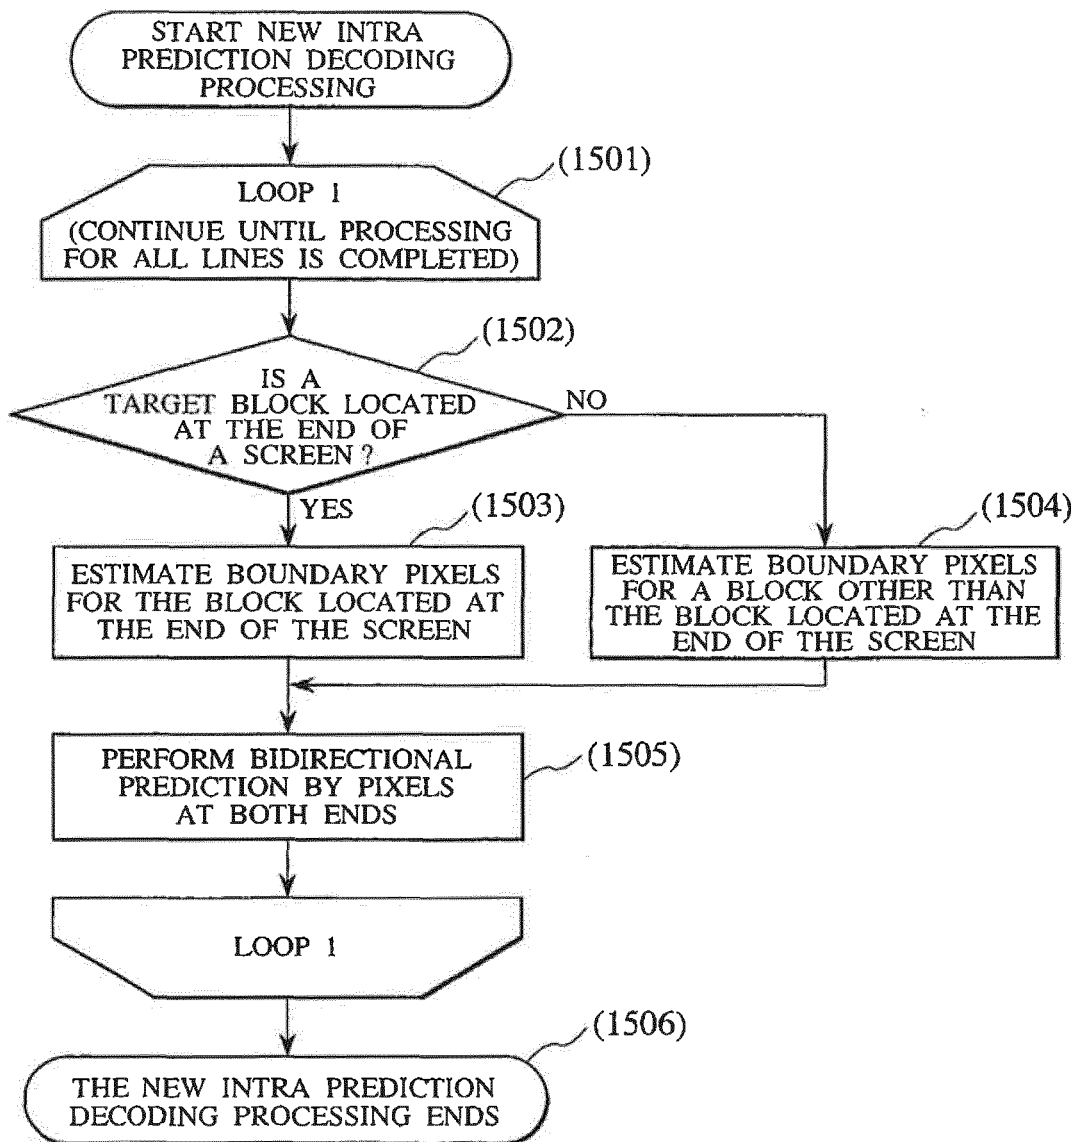 START NEW INTRA
PREDICTION DECODING
PROCESSING
(1501)
LOOP 1
(CONTINUE UNTIL PROCESSING
FOR ALL LINES IS COMPLETED)
(1502)
IS A
TARGET BLOCK LOCATED
AT THE END OF
A SCREEN?
NO
YES
(1503)
ESTIMATE BOUNDARY PIXELS
FOR THE BLOCK LOCATED AT
THE END OF THE SCREEN
(1504)
ESTIMATE BOUNDARY PIXELS
FOR A BLOCK OTHER THAN
THE BLOCK LOCATED AT THE
END OF THE SCREEN
(1505)
PERFORM BIDIRECTIONAL
PREDICTION BY PIXELS
AT BOTH ENDS
LOOP 1
(1506)
THE NEW INTRA PREDICTION
DECODING PROCESSING ENDS